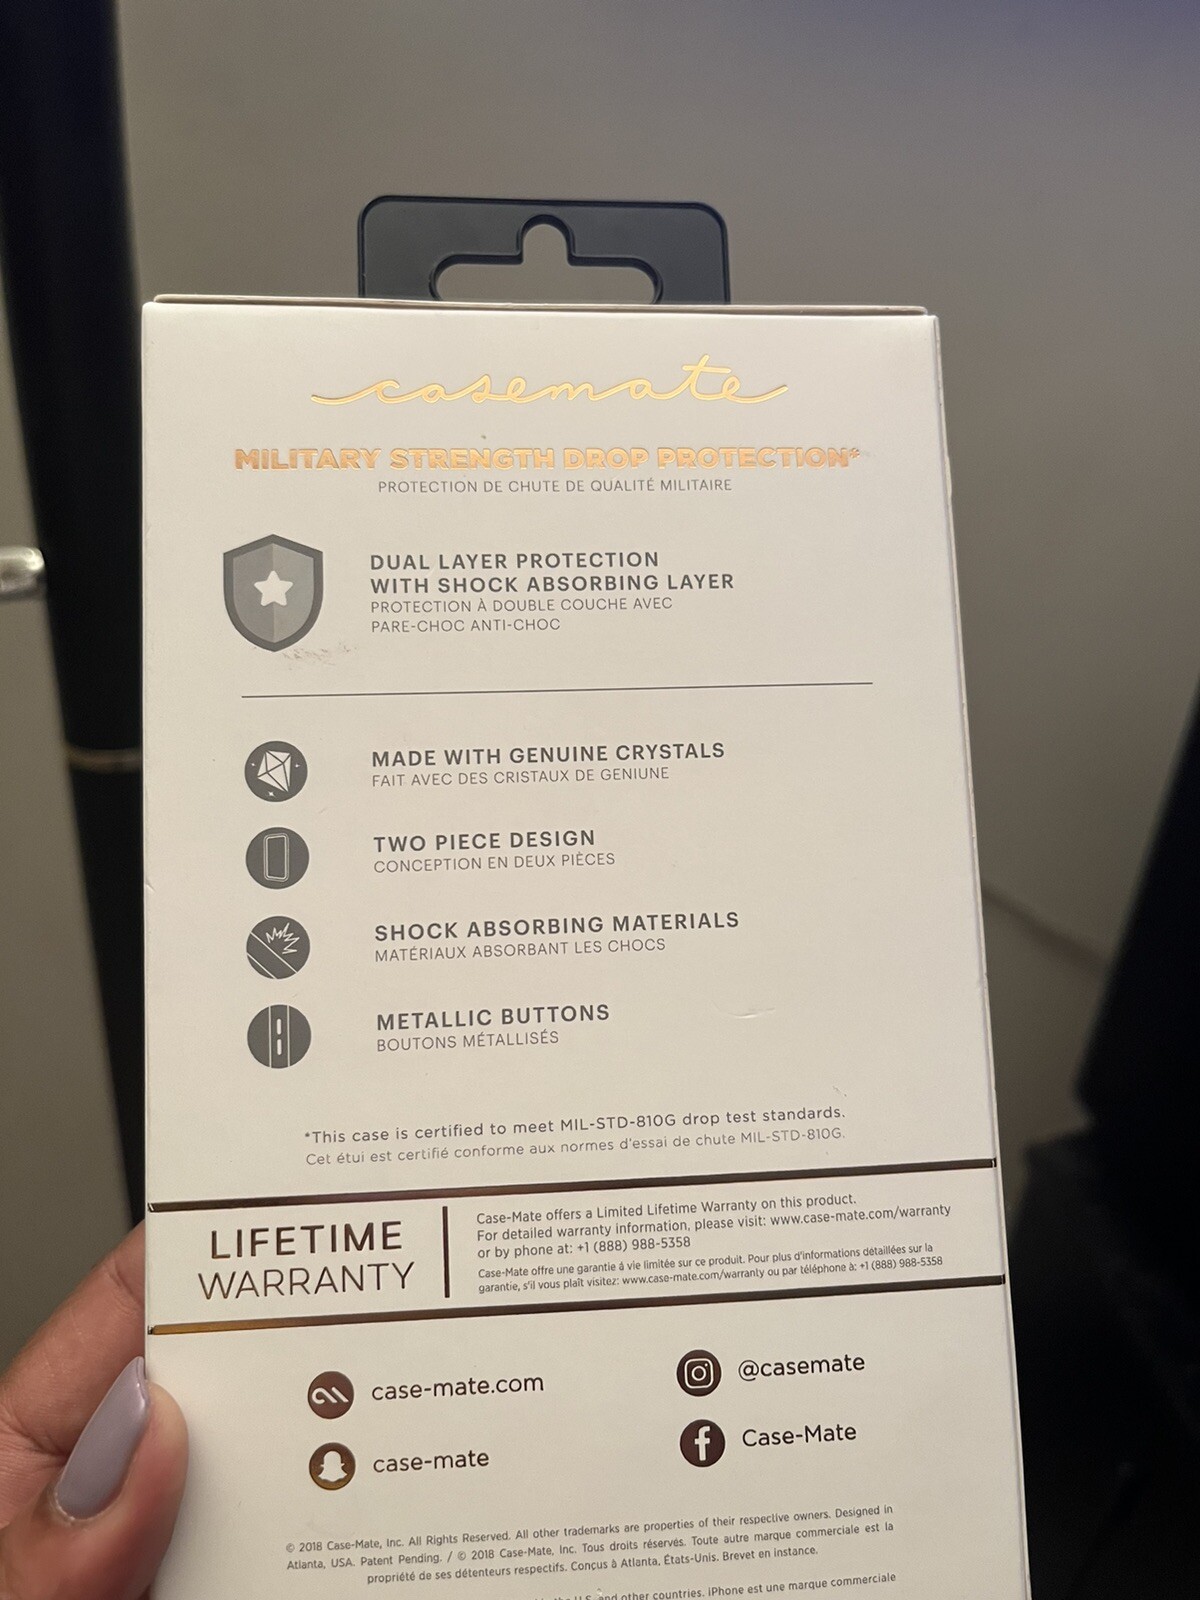 casemate
MILITARY STRENGTH DROP PROTECTION*
PROTECTION DE CHUTE DE QUALITÉ MILITAIRE
DUAL LAYER PROTECTION
WITH SHOCK ABSORBING LAYER
PROTECTION À DOUBLE COUCHE AVEC
PARE-CHOC ANTI-CHOC
MADE WITH GENUINE CRYSTALS
FAIT AVEC DES CRISTAUX DE GENIUNE
TWO PIECE DESIGN
CONCEPTION EN DEUX PIÈCES
SHOCK ABSORBING MATERIALS
MATÉRIAUX ABSORBANT LES CHOCS
METALLIC BUTTONS
BOUTONS MÉTALLISÉS
*This case is certified to meet MIL-STD-810G drop test standards.
Cet étui est certifié conforme aux normes d'essai de chute MIL-STD-810G.
LIFETIME
WARRANTY
Case-Mate offers a Limited Lifetime Warranty on this product.
For detailed warranty information, please visit: www.case-mate.com/warranty
or by phone at: +1 (888) 988-5358
Case-Mate offre une garantie á vie limitée sur ce produit. Pour plus d'informations détaillées sur la
garantie, s'il vous plaît visitez: www.case-mate.com/warranty ou par téléphone à: +1 (888) 988-5358
case-mate.com
@casemate
case-mate
Case-Mate
© 2018 Case-Mate, Inc. All Rights Reserved. All other trademarks are properties of their respective owners. Designed in
Atlanta, USA. Patent Pending. / © 2018 Case-Mate, Inc. Tous droits réservés. Toute autre marque commerciale est la
propriété de ses détenteurs respectifs. Conçus à Atlanta, États-Unis. Brevet en instance.
U.S. and other countries. iPhone est une marque commerciale